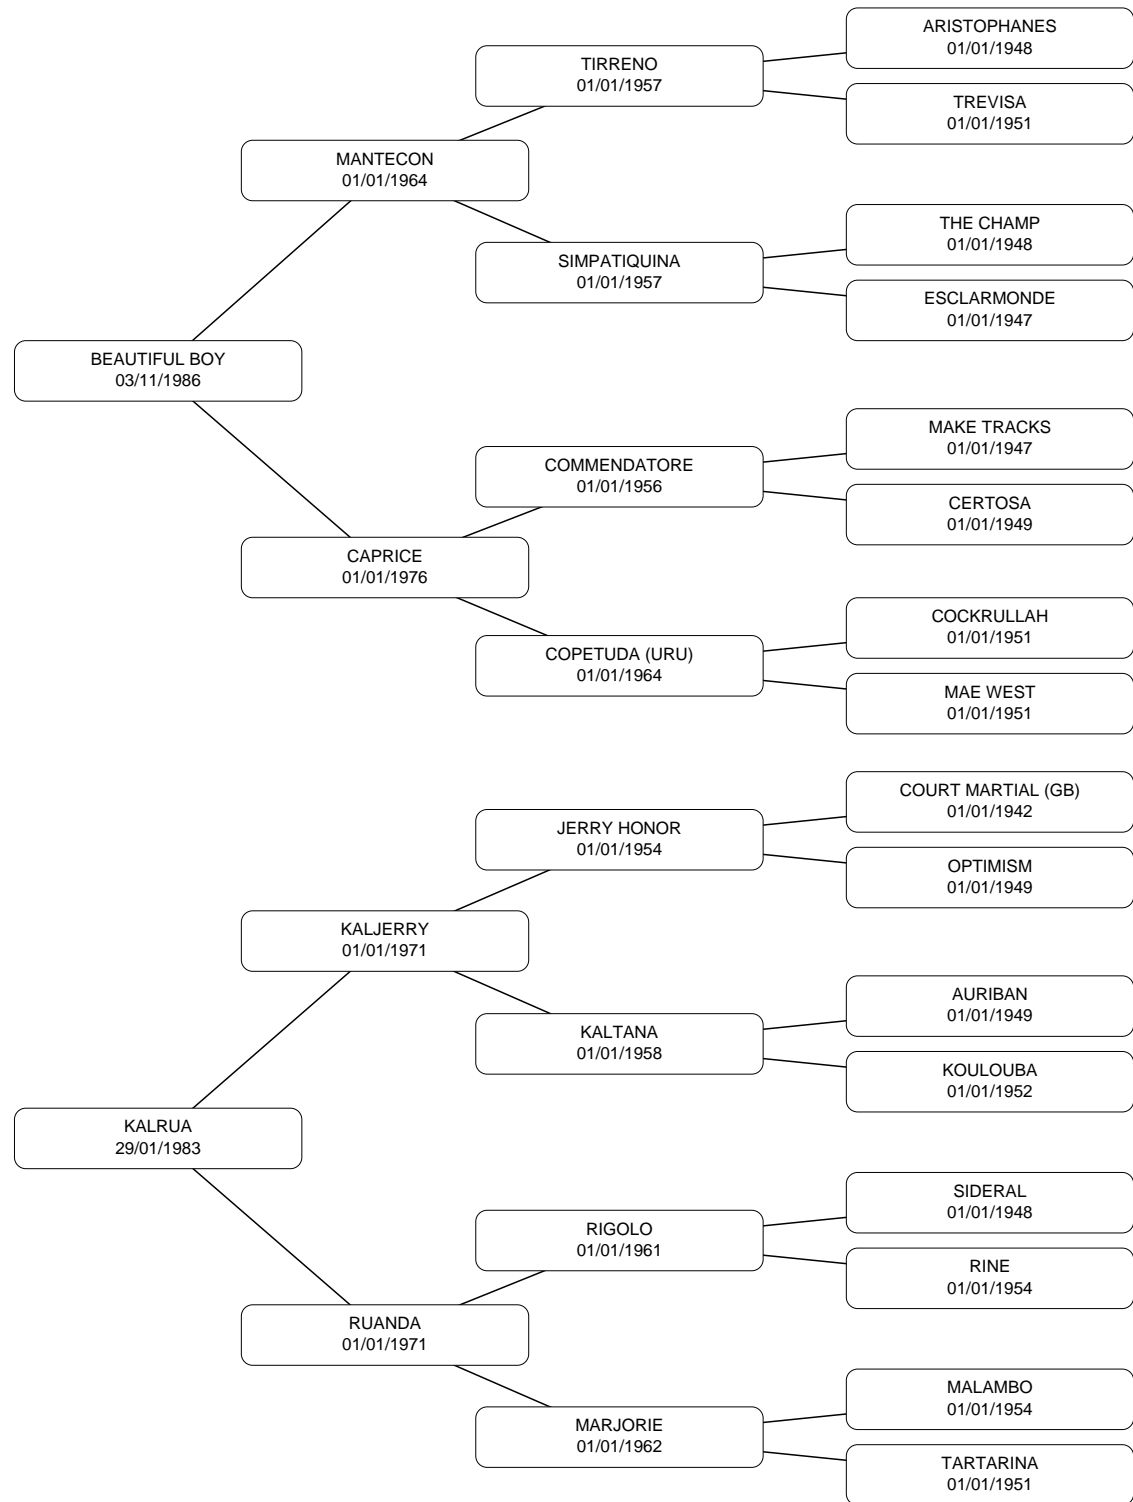 ARISTOPHANES
01/01/1948
TIRRENO
01/01/1957
TREVISA
01/01/1951
MANTECON
01/01/1964
THE CHAMP
01/01/1948
SIMPATIQUINA
01/01/1957
ESCLARMONDE
01/01/1947
BEAUTIFUL BOY
03/11/1986
MAKE TRACKS
01/01/1947
COMMENDATORE
01/01/1956
CERTOSA
01/01/1949
CAPRICE
01/01/1976
COCKRULLAH
01/01/1951
COPETUDA (URU)
01/01/1964
MAE WEST
01/01/1951
COURT MARTIAL (GB)
01/01/1942
JERRY HONOR
01/01/1954
OPTIMISM
01/01/1949
KALJERRY
01/01/1971
AURIBAN
01/01/1949
KALTANA
01/01/1958
KOULOUBA
01/01/1952
KALRUA
29/01/1983
SIDERAL
01/01/1948
RIGOLO
01/01/1961
RINE
01/01/1954
RUANDA
01/01/1971
MALAMBO
01/01/1954
MARJORIE
01/01/1962
TARTARINA
01/01/1951